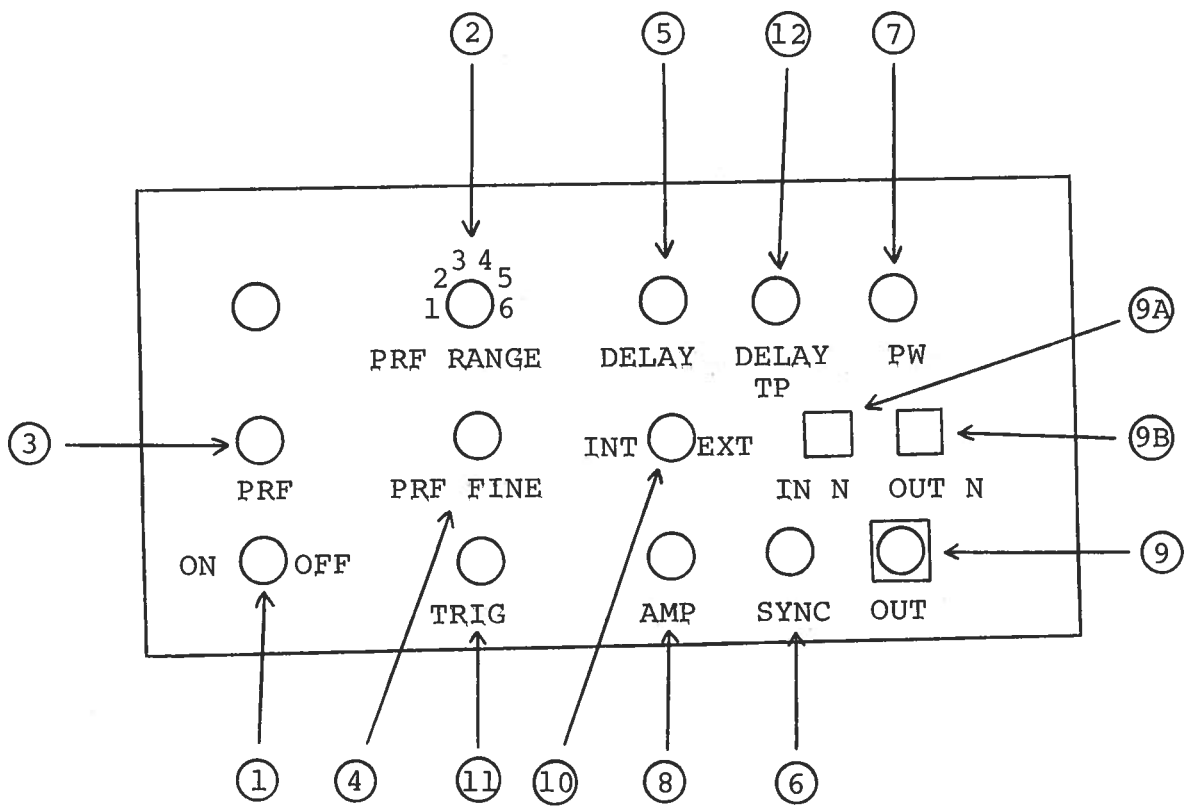 2 5 12 7
3 4
2 5
1 6
9A
PRF RANGE DELAY DELAY PW
TP
3 INT EXT 9B
PRF PRF FINE IN N OUT N
ON OFF 9
TRIG AMP SYNC OUT
1 4 11 10 8 6